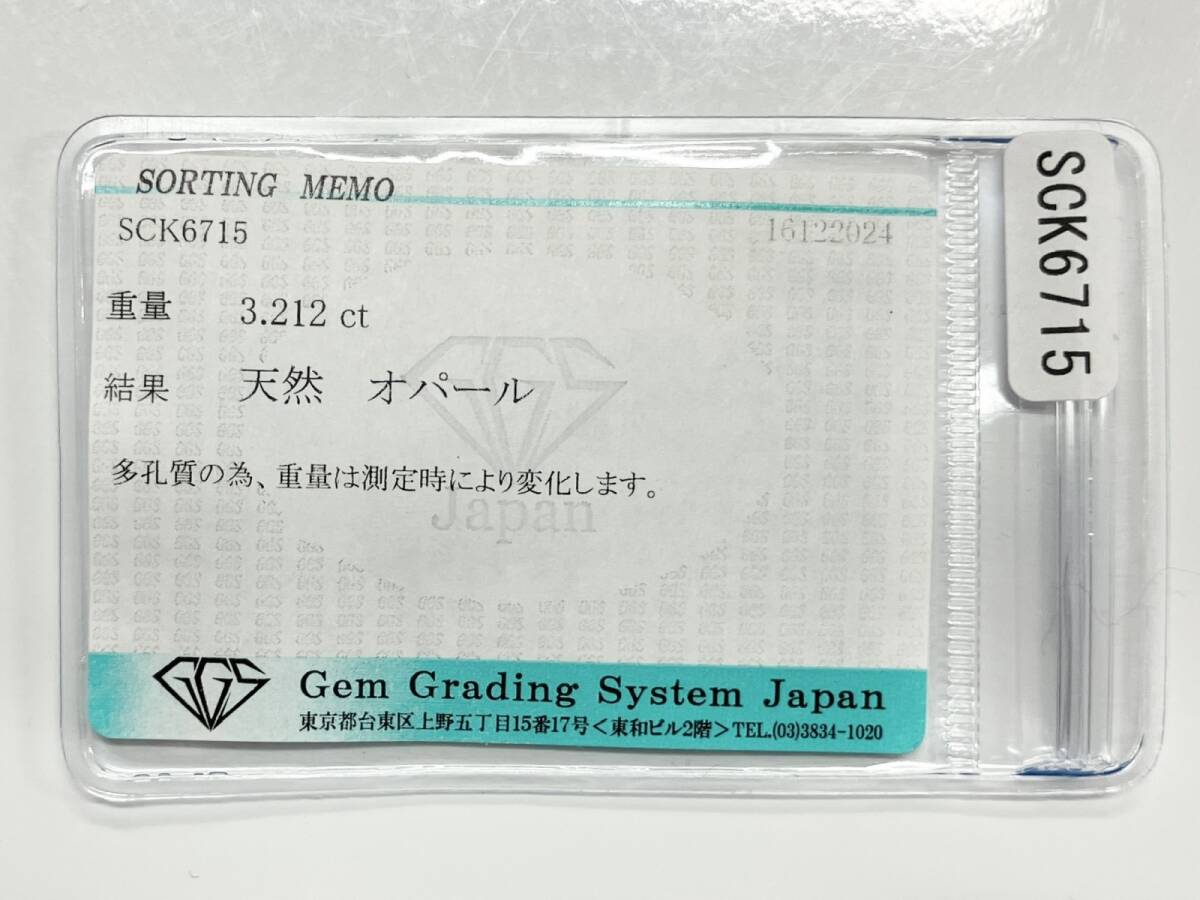 SORTING MEMO
SCK6715 16122024
重量 3.212 ct
結果 天然 オパール
多孔質の為、重量は測定時により変化します。
GGS
Japan
GGS Gem Grading System Japan
東京都台東区上野五丁目15番17号＜東和ビル2階＞TEL.(03)3834-1020
SCK6715